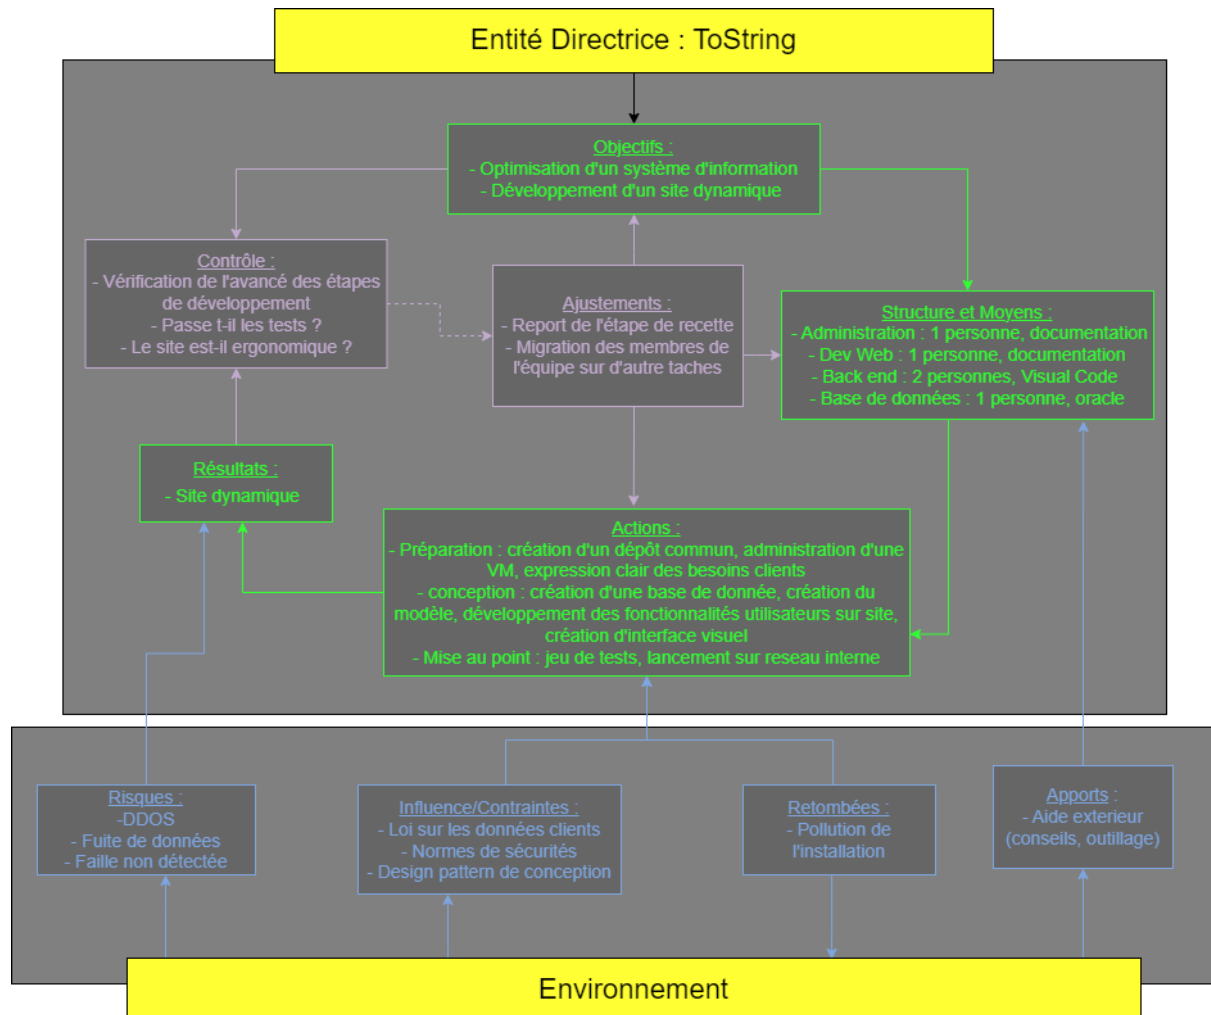 Entité Directrice : ToString
Objectifs :
- Optimisation d'un système d'information
- Développement d'un site dynamique
Contrôle :
- Vérification de l'avancé des étapes
de développement
- Passe t-il les tests ?
- Le site est-il ergonomique ?
Ajustements :
- Report de l'étape de recette
- Migration des membres de
l'équipe sur d'autre taches
Structure et Moyens :
- Administration : 1 personne, documentation
- Dev Web : 1 personne, documentation
- Back end : 2 personnes, Visual Code
- Base de données : 1 personne, oracle
Résultats :
- Site dynamique
Actions :
- Préparation : création d'un dépôt commun, administration d'une
VM, expression clair des besoins clients
- conception : création d'une base de donnée, création du
modèle, développement des fonctionnalités utilisateurs sur site,
création d'interface visuel
- Mise au point : jeu de tests, lancement sur reseau interne
Risques :
-DDOS
- Fuite de données
- Faille non détectée
Influence/Contraintes :
- Loi sur les données clients
- Normes de sécurités
- Design pattern de conception
Retombées :
- Pollution de
l'installation
Apports :
- Aide exterieur
(conseils, outillage)
Environnement